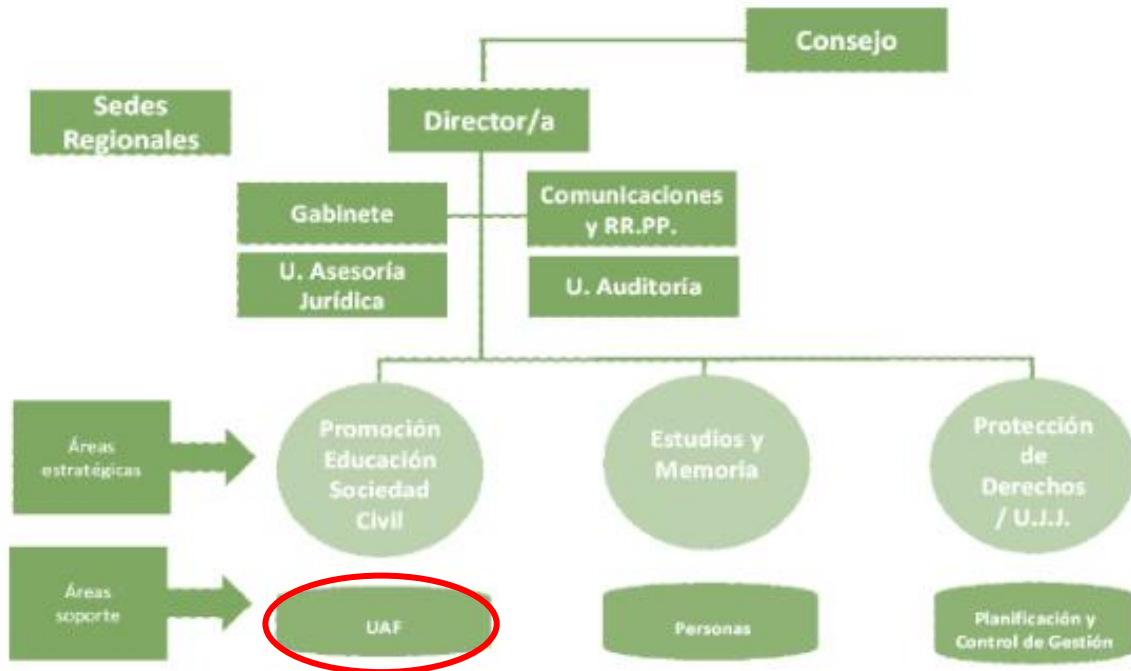 Consejo
Sedes
Regionales
Director/a
Gabinete
Comunicaciones
y RR.PP.
U. Asesoría
Jurídica
U. Auditoria
Áreas
estratégicas
Promoción
Educación
Sociedad
Civil
Estudios y
Memoria
Protección
de
Derechos
/ U.J.J.
Áreas
soporte
UAF
Personas
Planificación y
Control de Gestión